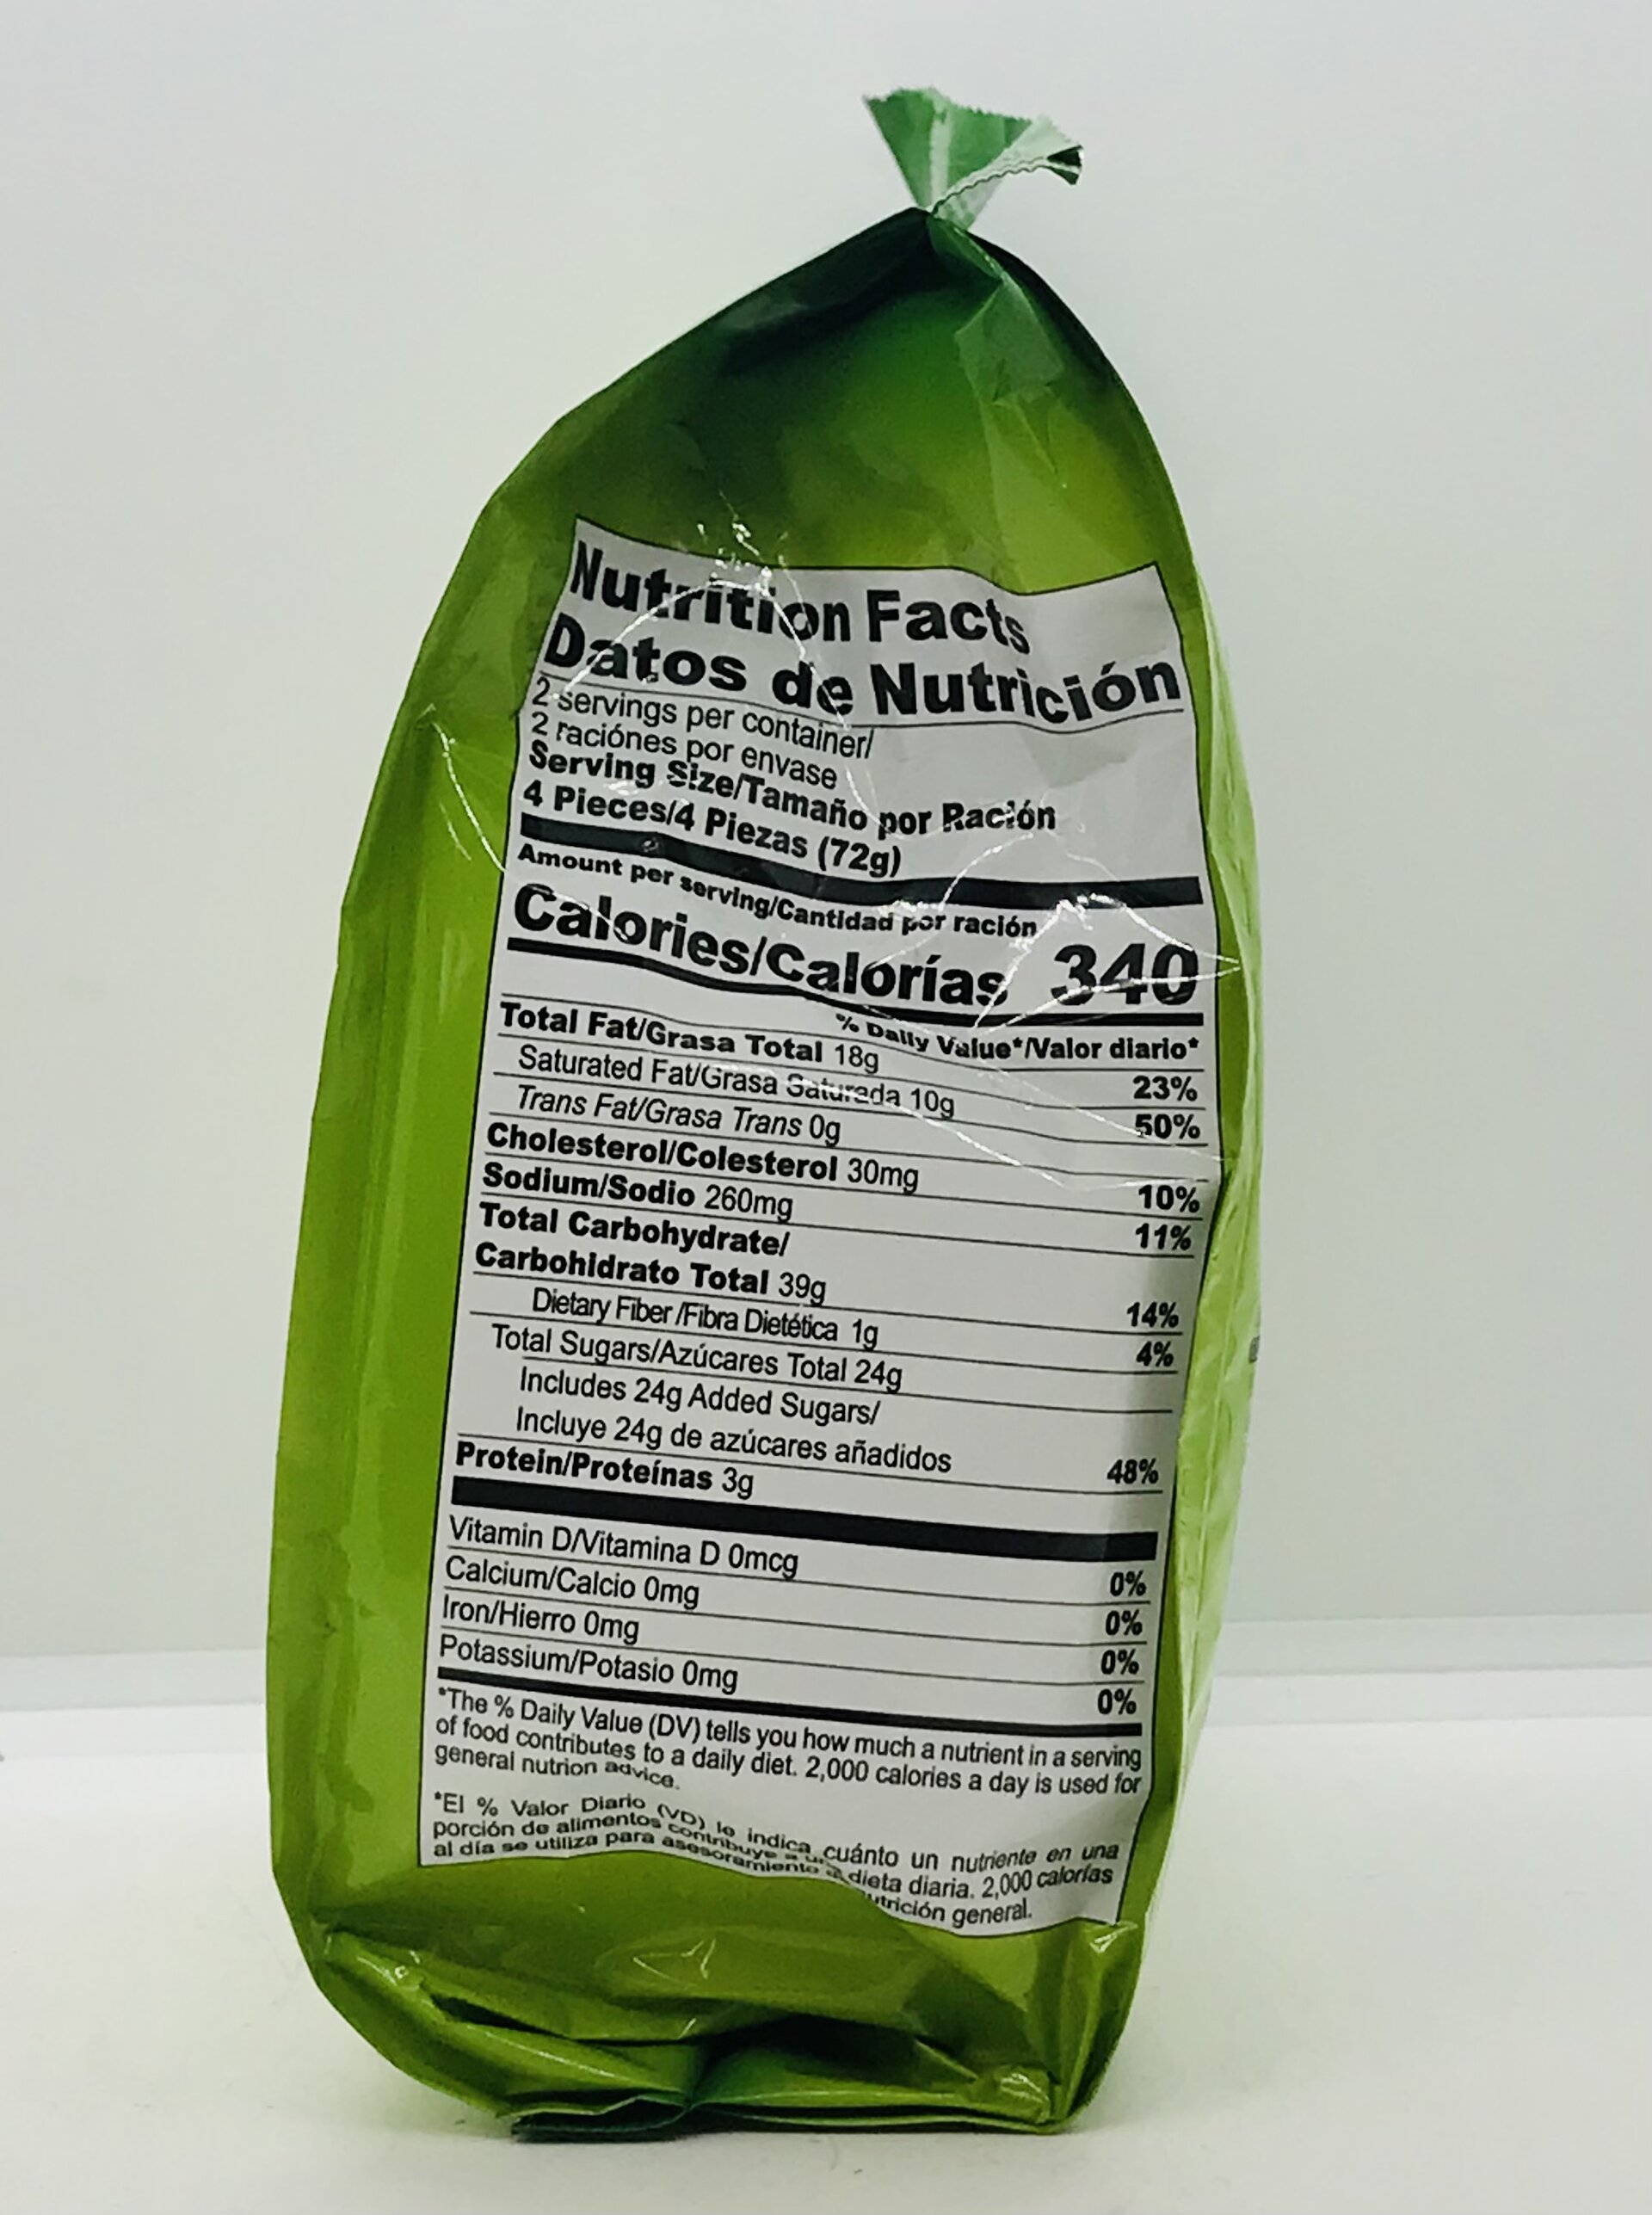 Nutrition Facts
Datos de Nutrición
2 servings per container/
2 raciónes por envase
Serving Size/Tamaño por Ración
4 Pieces/4 Piezas (72g)
Amount per serving/Cantidad por ración
Calories/Calorías 340
% Daily Value*/Valor diario*
Total Fat/Grasa Total 18g 23%
Saturated Fat/Grasa Saturada 10g 50%
Trans Fat/Grasa Trans 0g
Cholesterol/Colesterol 30mg 10%
Sodium/Sodio 260mg 11%
Total Carbohydrate/
Carbohidrato Total 39g 14%
Dietary Fiber /Fibra Dietética 1g 4%
Total Sugars/Azúcares Total 24g
Includes 24g Added Sugars/
Incluye 24g de azúcares añadidos 48%
Protein/Proteínas 3g
Vitamin D/Vitamina D 0mcg 0%
Calcium/Calcio 0mg 0%
Iron/Hierro 0mg 0%
Potassium/Potasio 0mg 0%
*The % Daily Value (DV) tells you how much a nutrient in a serving
of food contributes to a daily diet. 2,000 calories a day is used for
general nutrion advice.
*El % Valor Diario (VD) le indica cuánto un nutriente en una
porción de alimentos contribuye a dieta diaria. 2,000 calorías
al día se utiliza para asesoramiento general.